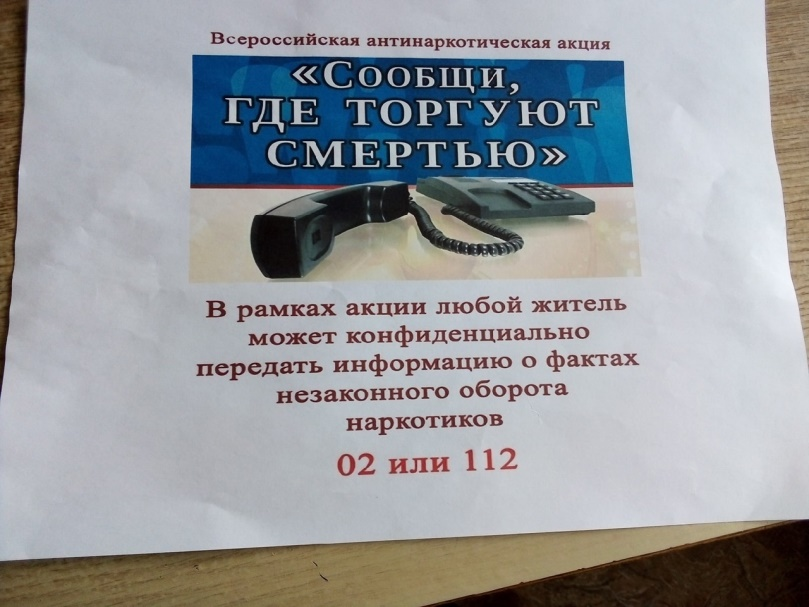 Всероссийская антинаркотическая акция
«Сообщи,
где торгуют
смертью»
В рамках акции любой житель
может конфиденциально
передать информацию о фактах
незаконного оборота
наркотиков
02 или 112